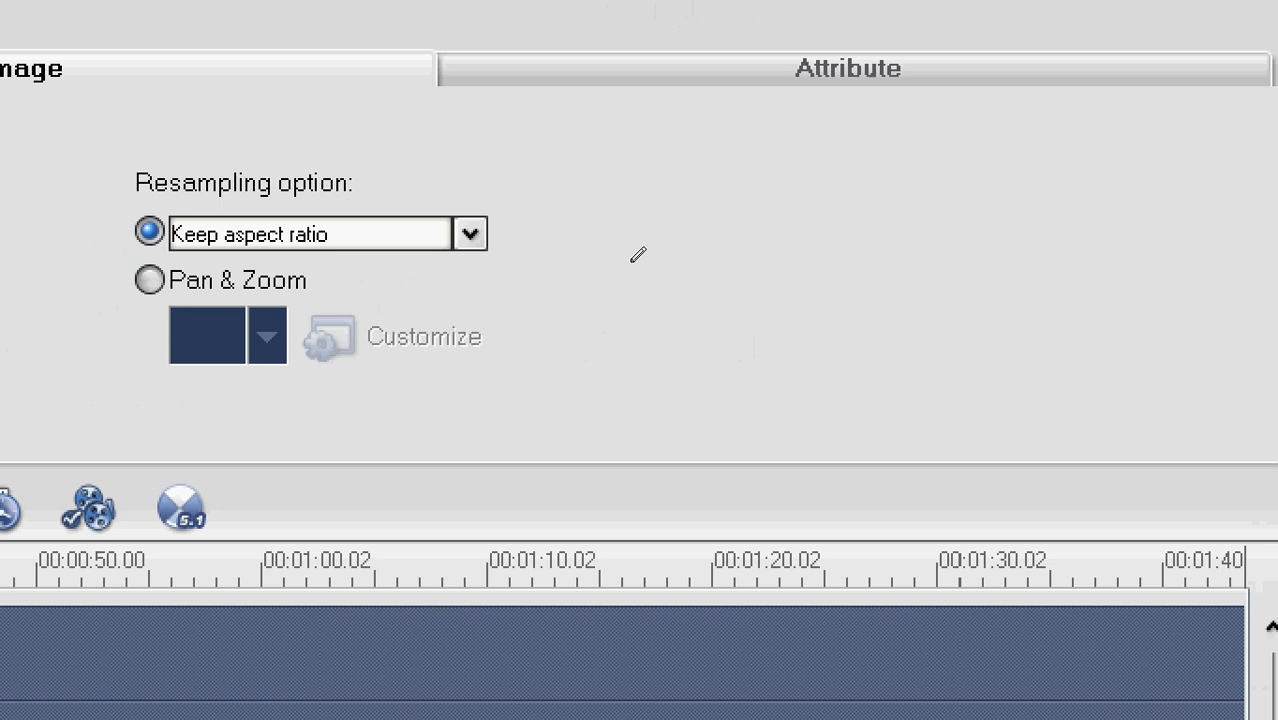 mage
Attribute
Resampling option:
Keep aspect ratio
Pan & Zoom
Customize
5.1
00:00:50.00 00:01:00.02 00:01:10.02 00:01:20.02 00:01:30.02 00:01:40